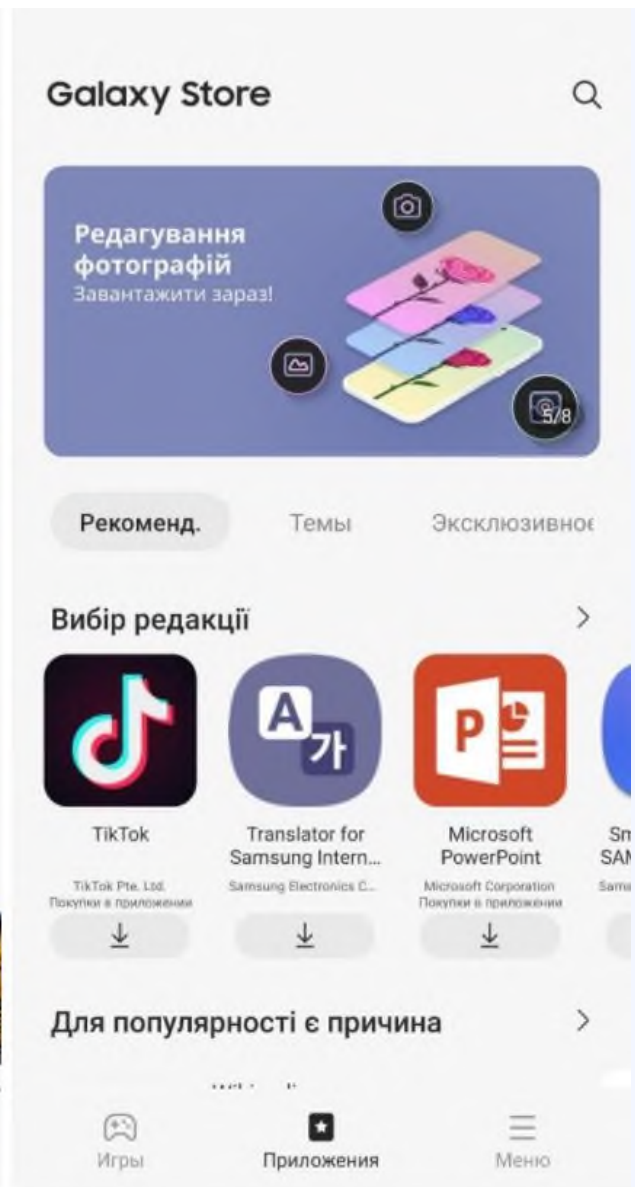 Galaxy Store
Редагування
фотографій
Завантажити зараз!
5/8
Рекоменд.
Темы
Эксклюзивное
Вибір редакції
TikTok
TikTok Pte. Ltd.
Покупки в приложении
Translator for
Samsung Intern...
Samsung Electronics C...
Microsoft
PowerPoint
Microsoft Corporation
Покупки в приложении
Для популярності є причина
Игры
Приложения
Меню